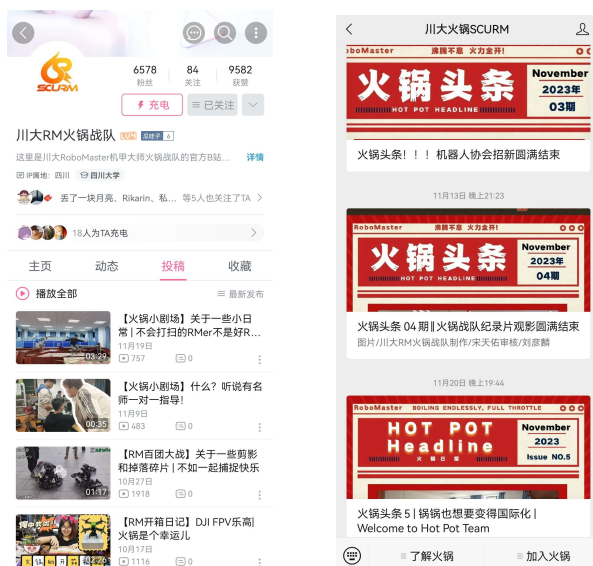 SCURM
6578
84
9582
粉丝
关注
获赞
充电
已关注
川大RM火锅战队
瓜娃子 6
这里是川大RoboMaster机甲大师火锅战队的官方B站...
详情
IP属地：四川
四川大学
丢了一块月亮、Rikarin、私... 等5人也关注了TA
18人为TA充电
主页
动态
投稿
收藏
播放全部
最新发布
【火锅小剧场】关于一些小日
常 | 不会打扫的RMer不是好R...
11月19日
03:29
757
0
【火锅小剧场】什么？听说有名
师一对一指导！
11月9日
00:35
483
0
【RM百团大战】关于一些剪影
和掉落碎片 | 不如一起捕捉快乐
10月27日
01:17
1918
0
【RM开箱日记】DJI FPV乐高|
火锅是个幸运儿
10月17日
1116
0
川大火锅SCURM
RoboMaster
沸腾不息 火力全开!
火锅头条
HOT POT HEADLINE
November
2023年
03期
火锅头条！！！机器人协会招新圆满结束
11月13日 晚上21:23
RoboMaster
沸腾不息 火力全开!
火锅头条
HOT POT HEADLINE
November
2023年
04期
火锅头条 04 期 | 火锅战队纪录片观影圆满结束
图片/川大RM火锅战队制作/宋天佑审核/刘彦麟
11月20日 晚上19:44
RoboMaster
BOILING ENDLESSLY, FULL THROTTLE
HOT POT
Headline
November
2023
Issue NO.5
火锅头条 5 | 锅锅也想要变得国际化 |
Welcome to Hot Pot Team
了解火锅
加入火锅